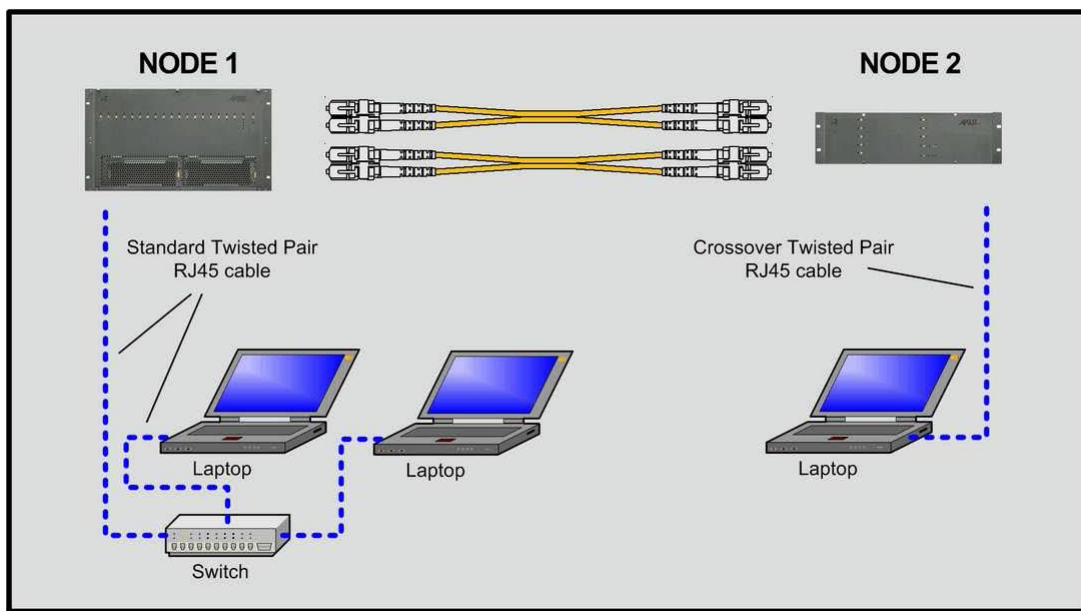 NODE 1
NODE 2
Standard Twisted Pair
RJ45 cable
Crossover Twisted Pair
RJ45 cable
Laptop
Laptop
Laptop
Switch